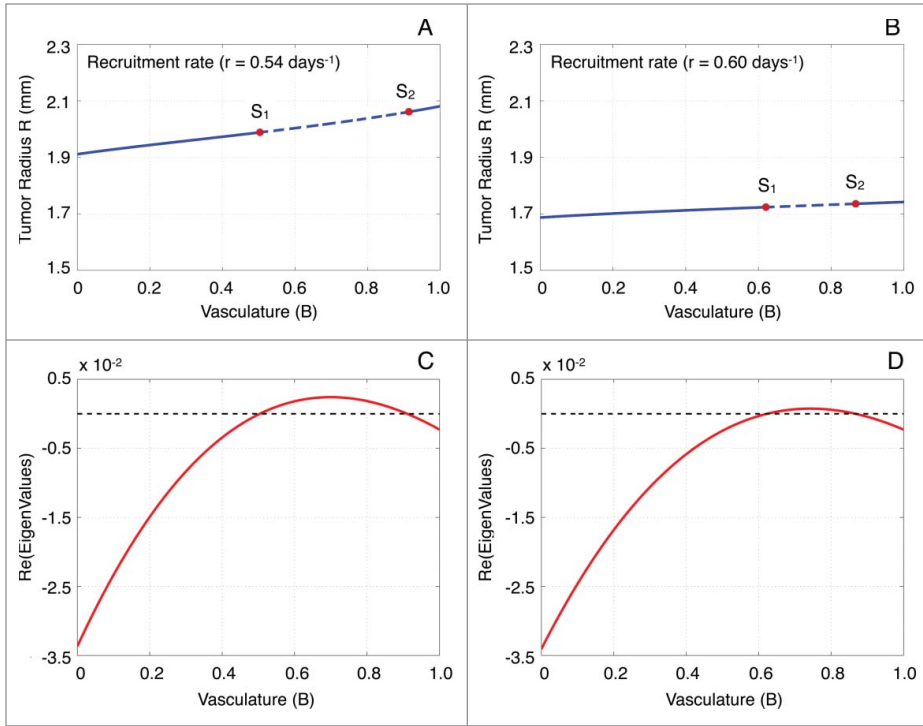 A
Recruitment rate (r = 0.54 days⁻¹)
Tumor Radius R (mm)
2.3
2.1
1.9
1.7
1.5
S₁
S₂
0 0.2 0.4 0.6 0.8 1.0
Vasculature (B)
B
Recruitment rate (r = 0.60 days⁻¹)
Tumor Radius R (mm)
2.3
2.1
1.9
1.7
1.5
S₁
S₂
0 0.2 0.4 0.6 0.8 1.0
Vasculature (B)
C
x 10⁻²
Re(EigenValues)
0.5
-0.5
-1.5
-2.5
-3.5
0 0.2 0.4 0.6 0.8 1.0
Vasculature (B)
D
x 10⁻²
Re(EigenValues)
0.5
-0.5
-1.5
-2.5
-3.5
0 0.2 0.4 0.6 0.8 1.0
Vasculature (B)